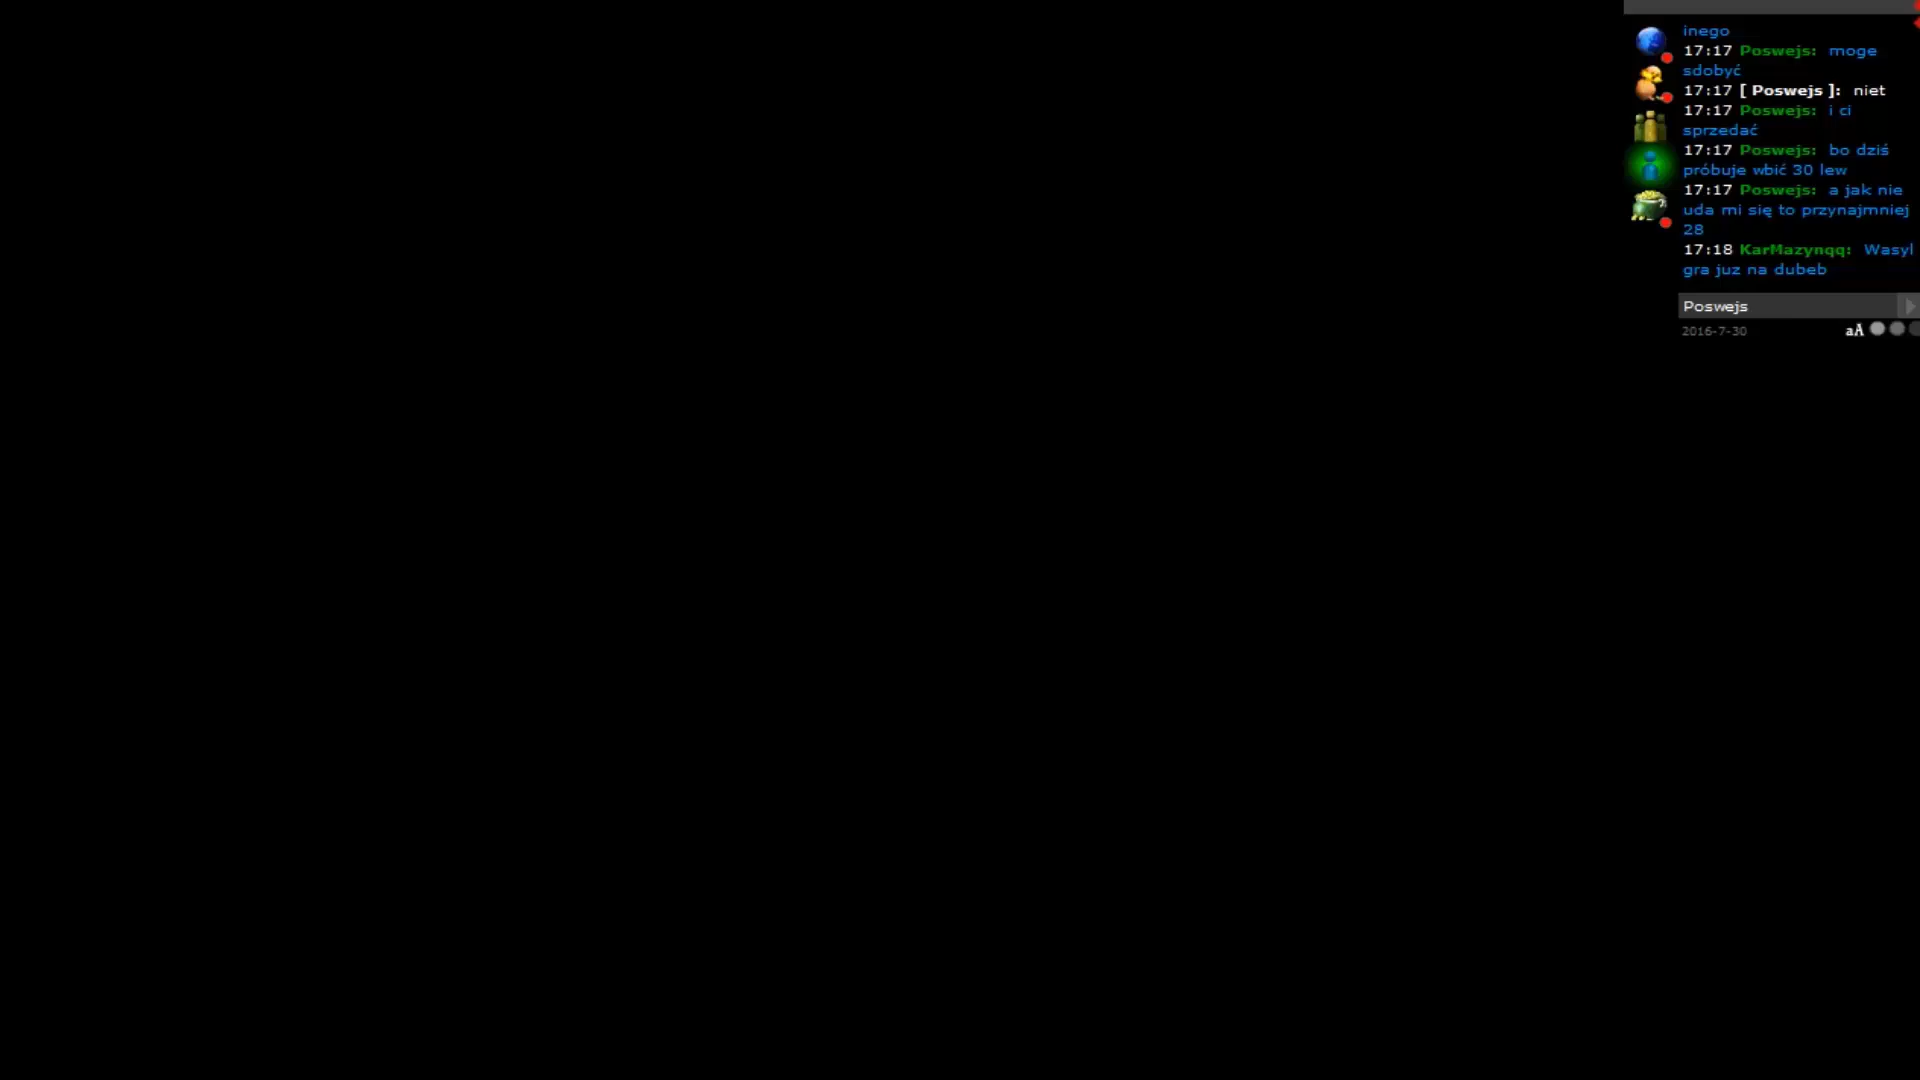 inego
17:17 Poswejs: moge
sdobyć
17:17 [ Poswejs ]: niet
17:17 Poswejs: i ci
sprzedać
17:17 Poswejs: bo dziś
próbuje wbić 30 lew
17:17 Poswejs: a jak nie
uda mi się to przynajmniej
28
17:18 KarMazynqq: Wasyl
gra juz na dubeb
Poswejs
2016-7-30 aA